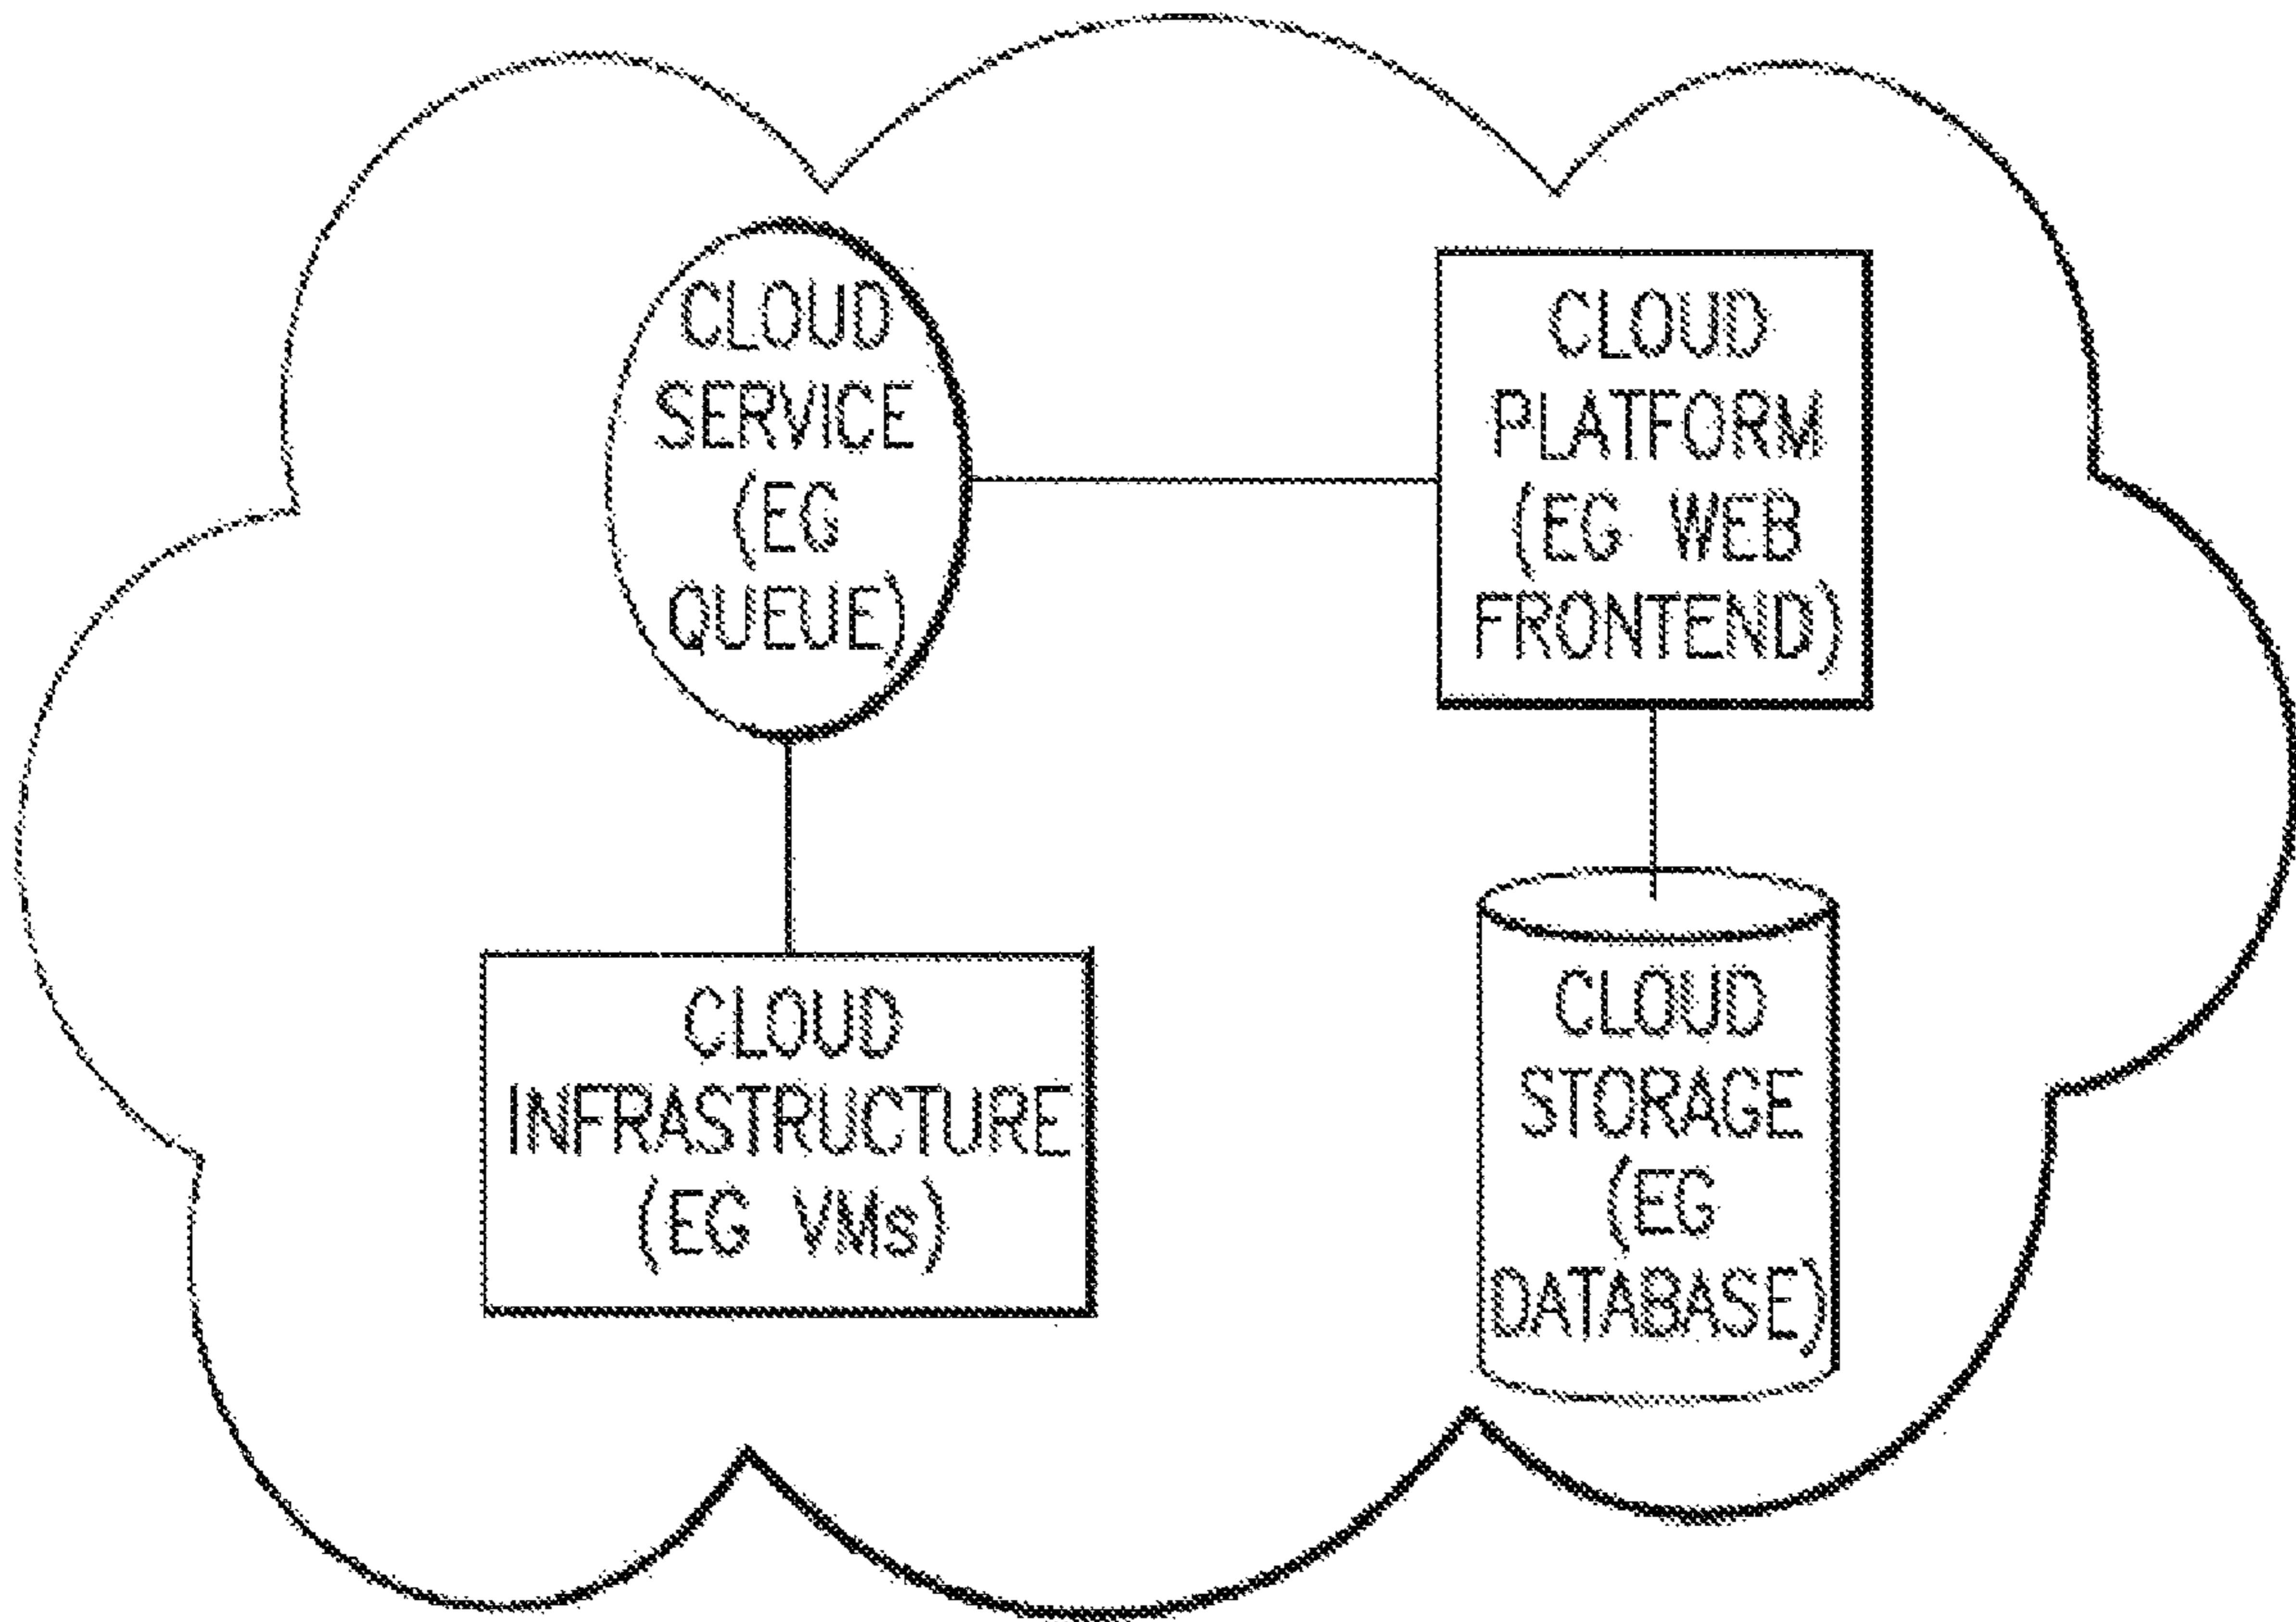 CLOUD
SERVICE
(EG
QUEUE)
CLOUD
PLATFORM
(EG WEB
FRONTEND)
CLOUD
INFRASTRUCTURE
(EG VMs)
CLOUD
STORAGE
(EG
DATABASE)